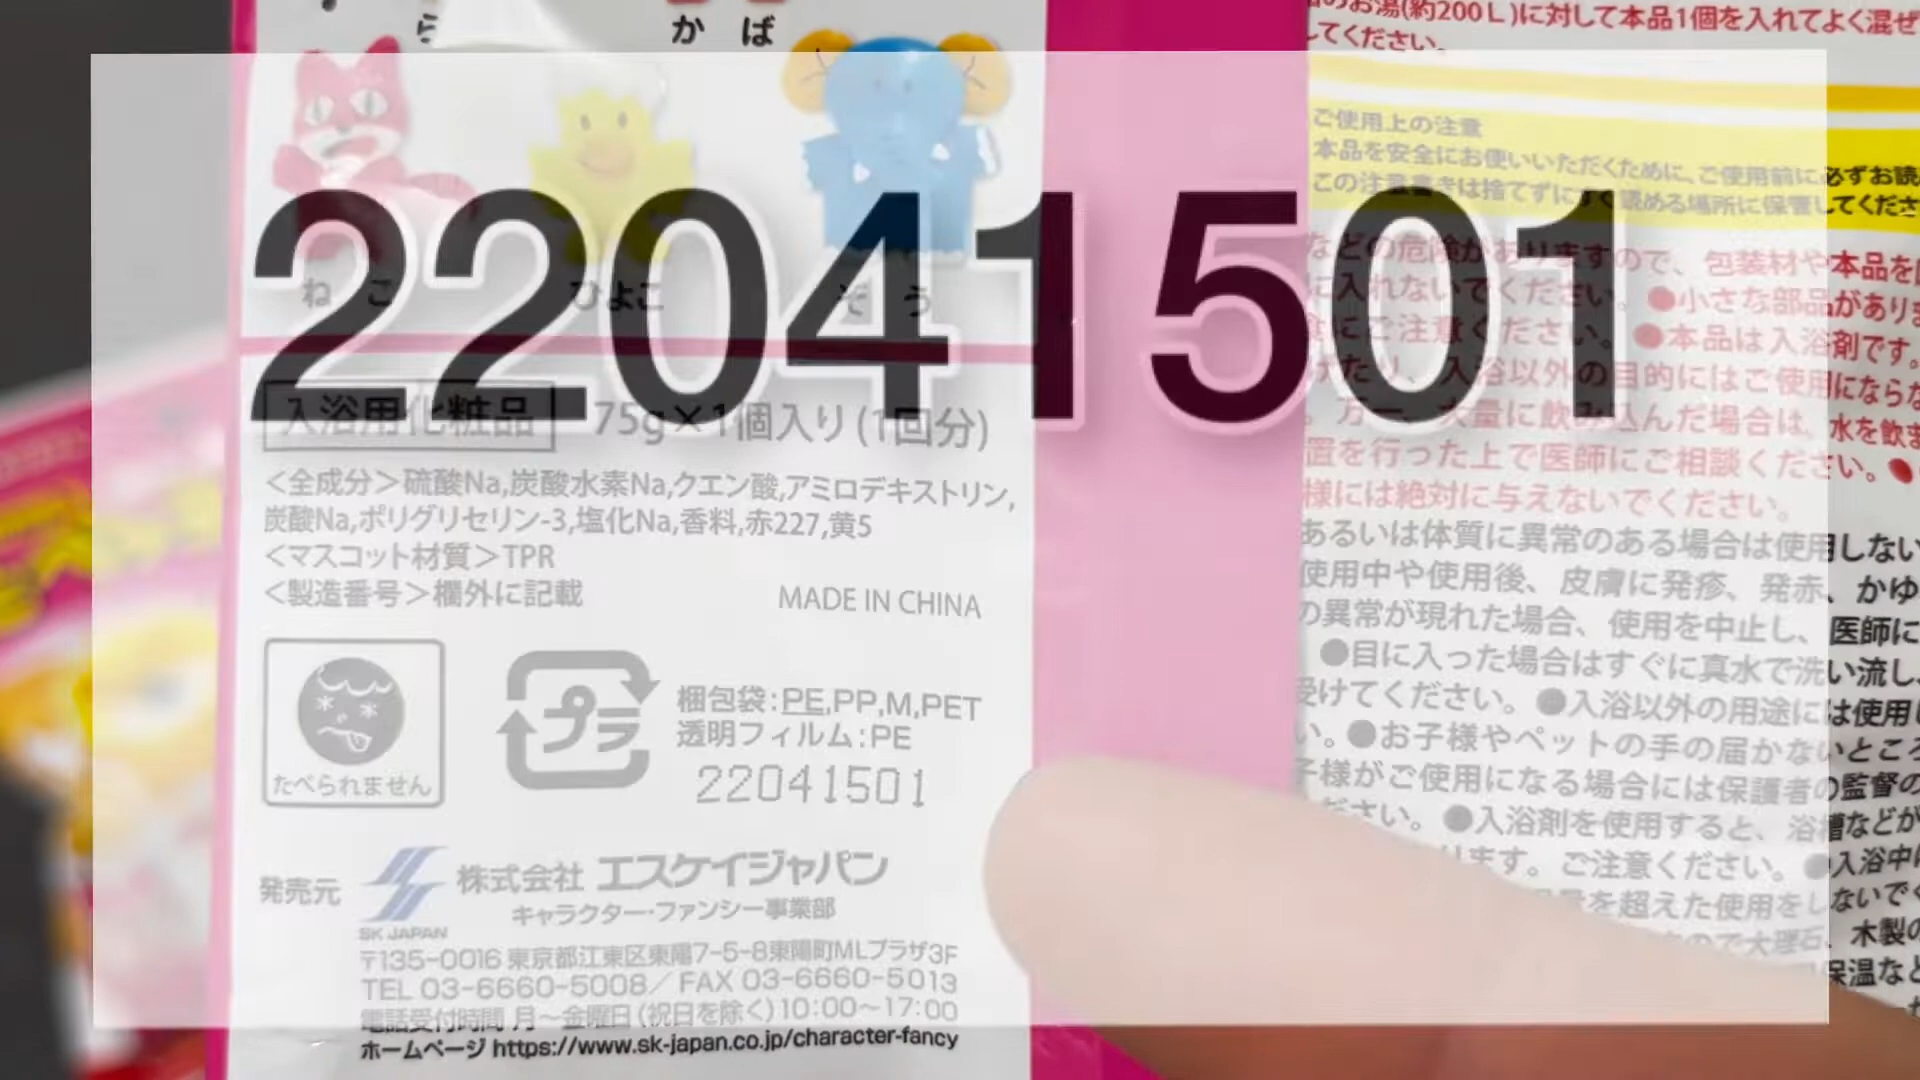 ら
か ば
ねこ
ひよこ
ぞう
22041501
入浴用化粧品 75g×1個入り(1回分)
<全成分>硫酸Na,炭酸水素Na,クエン酸,アミロデキストリン,
炭酸Na,ポリグリセリン-3,塩化Na,香料,赤227,黄5
<マスコット材質>TPR
<製造番号>欄外に記載
MADE IN CHINA
たべられません
プラ
梱包袋:PE,PP,M,PET
透明フィルム:PE
22041501
発売元
SK JAPAN
株式会社 エスケイジャパン
キャラクター・ファンシー事業部
〒135-0016 東京都江東区東陽7-5-8東陽町MLプラザ3F
TEL 03-6660-5008/FAX 03-6660-5013
電話受付時間 月〜金曜日(祝日を除く)10:00〜17:00
ホームページ https://www.sk-japan.co.jp/character-fancy
のお湯(約200L)に対して本品1個を入れてよく混ぜ
してください。
ご使用上の注意
本品を安全にお使いいただくために、ご使用前に必ずお読
この注意書きは捨てずにすぐ読める場所に保管してくださ
などの危険がありますので、包装材や本品を
に入れないでください。●小さな部品があり
にご注意ください。●本品は入浴剤です。
げたり、入浴以外の目的にはご使用にならな
。万一、大量に飲み込んだ場合は、水を飲ま
置を行った上で医師にご相談ください。●
様には絶対に与えないでください。
あるいは体質に異常のある場合は使用しない
使用中や使用後、皮膚に発疹、発赤、かゆ
の異常が現れた場合、使用を中止し、医師に
●目に入った場合はすぐに真水で洗い流し
受けてください。●入浴以外の用途には使用し
い。●お子様やペットの手の届かないところ
子様がご使用になる場合には保護者の監督の
ださい。●入浴剤を使用すると、浴槽などが
ります。ご注意ください。●入浴中に
量を超えた使用をしないでく
ので大理石、木製の
保温など